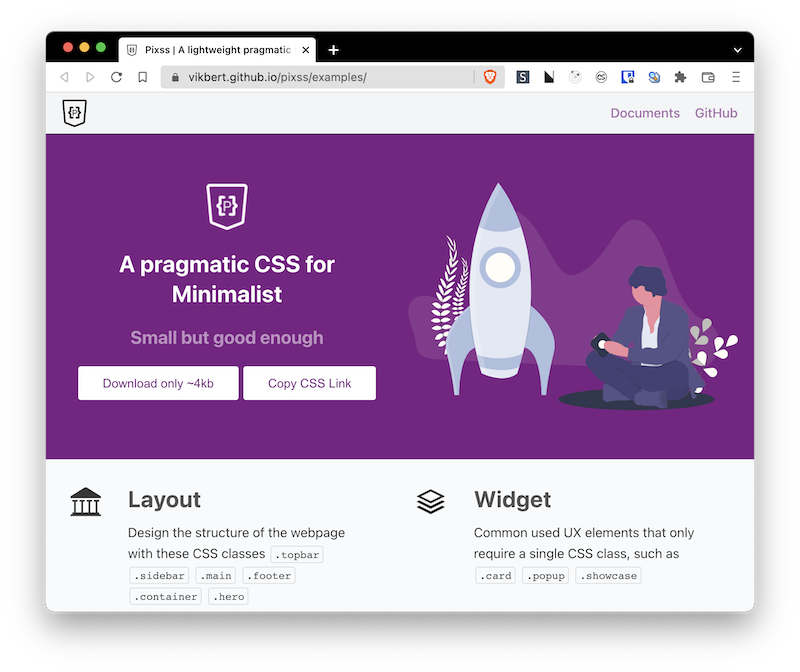 Pixss | A lightweight pragmatic
vikbert.github.io/pixss/examples/
{P}
Documents GitHub
{P}
A pragmatic CSS for
Minimalist
Small but good enough
Download only ~4kb
Copy CSS Link
Layout
Design the structure of the webpage
with these CSS classes .topbar
.sidebar .main .footer
.container .hero
Widget
Common used UX elements that only
require a single CSS class, such as
.card .popup .showcase